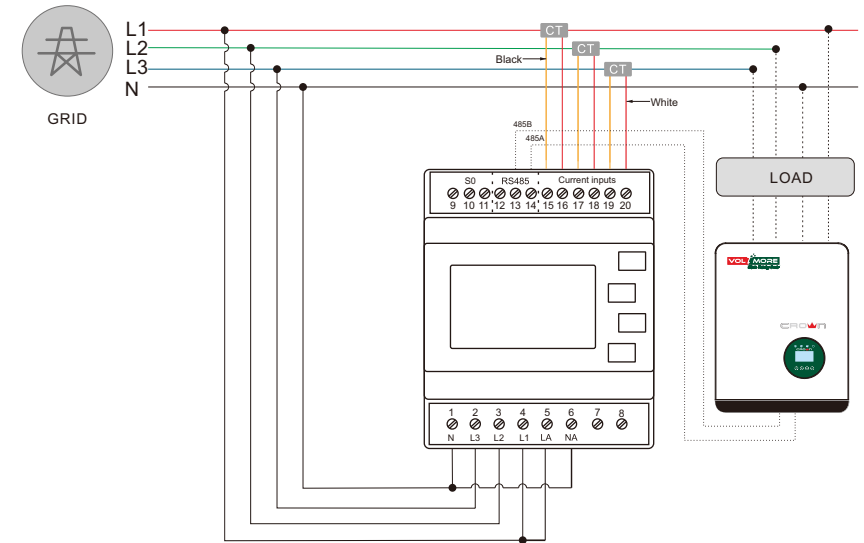 L1
L2
L3
N
GRID
CT
CT
CT
Black
White
485B
485A
S0 RS485 Current inputs
9 10 11 12 13 14 15 16 17 18 19 20
LOAD
VOL MORE
CROWN
1 2 3 4 5 6 7 8
N L3 L2 L1 LA NA